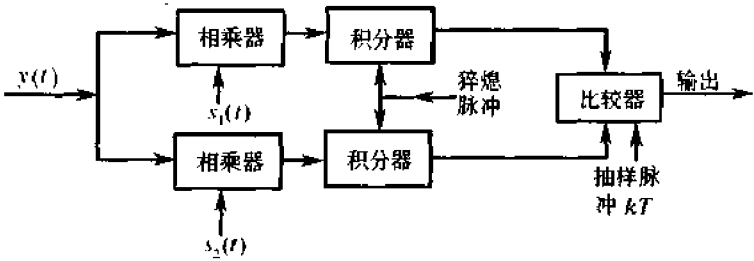 相乘器
积分器
y(t)
猝熄
脉冲
s₁(t)
比较器
输出
相乘器
积分器
抽样脉
冲 kT
s₂(t)